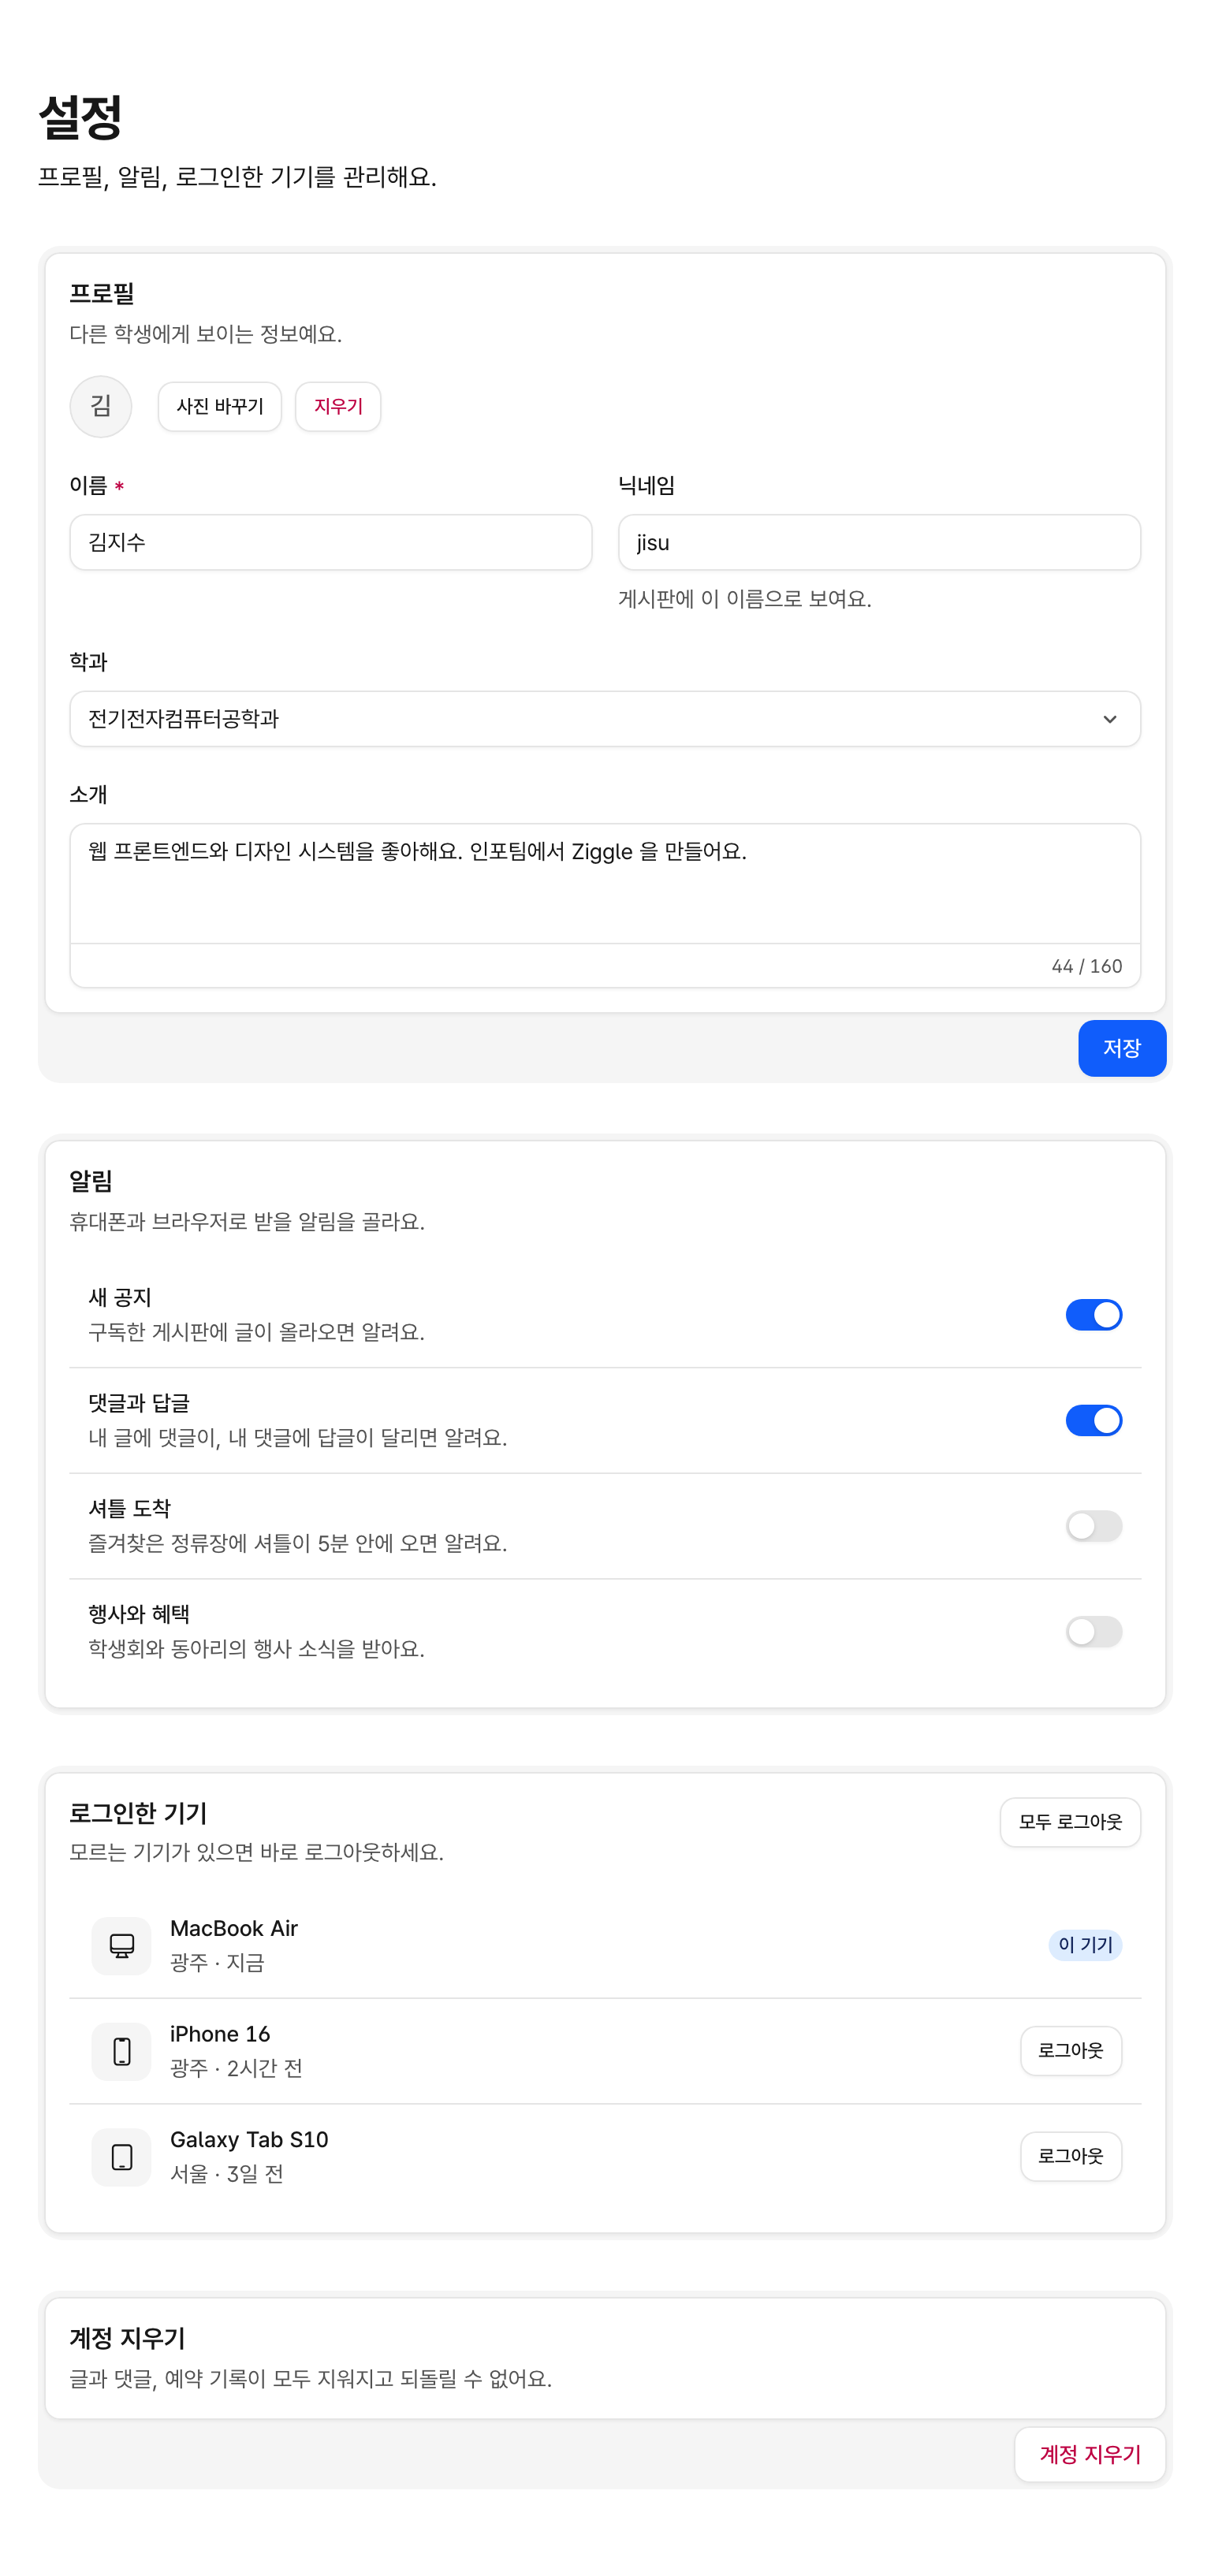 설정
프로필, 알림, 로그인한 기기를 관리해요.
프로필
다른 학생에게 보이는 정보예요.
김
사진 바꾸기
지우기
이름 *
김지수
닉네임
jisu
게시판에 이 이름으로 보여요.
학과
전기전자컴퓨터공학과
소개
웹 프론트엔드와 디자인 시스템을 좋아해요. 인포팀에서 Ziggle 을 만들어요.
44 / 160
저장
알림
휴대폰과 브라우저로 받을 알림을 골라요.
새 공지
구독한 게시판에 글이 올라오면 알려요.
댓글과 답글
내 글에 댓글이, 내 댓글에 답글이 달리면 알려요.
셔틀 도착
즐겨찾은 정류장에 셔틀이 5분 안에 오면 알려요.
행사와 혜택
학생회와 동아리의 행사 소식을 받아요.
로그인한 기기
모르는 기기가 있으면 바로 로그아웃하세요.
모두 로그아웃
MacBook Air
광주 · 지금
이 기기
iPhone 16
광주 · 2시간 전
로그아웃
Galaxy Tab S10
서울 · 3일 전
로그아웃
계정 지우기
글과 댓글, 예약 기록이 모두 지워지고 되돌릴 수 없어요.
계정 지우기